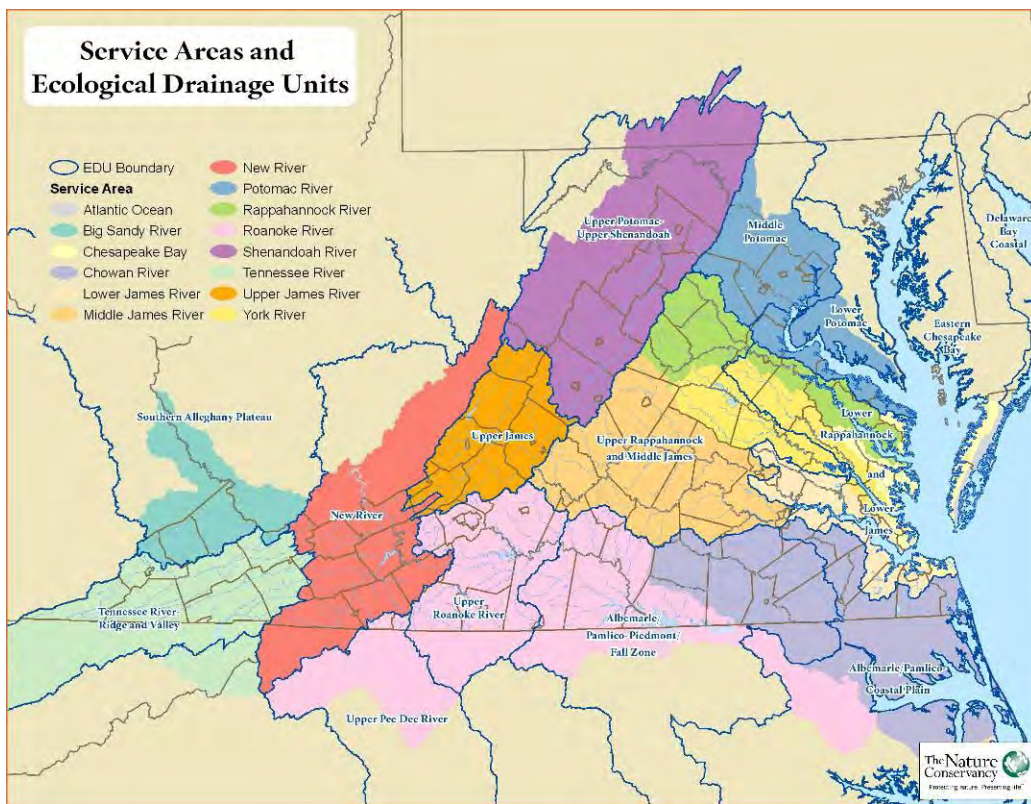 Service Areas and
Ecological Drainage Units
EDU Boundary
Service Area
Atlantic Ocean
Big Sandy River
Chesapeake Bay
Chowan River
Lower James River
Middle James River
New River
Potomac River
Rappahannock River
Roanoke River
Shenandoah River
Tennessee River
Upper James River
York River
Upper Potomac-
Upper Shenandoah
Middle
Potomac
Delaware
Bay
Coastal
Lower
Potomac
Eastern
Chesapeake
Bay
Southern Alleghany Plateau
Upper James
Upper Rappahannock
and Middle James
Lower
Rappahannock
and
Lower
James
New River
Tennessee River-
Ridge and Valley
Upper
Roanoke River
Albemarle/
Pamlico-Piedmont/
Fall Zone
Albemarle/Pamlico-
Coastal Plain
Upper Pee Dee River
The Nature
Conservancy
Protecting nature. Preserving life.